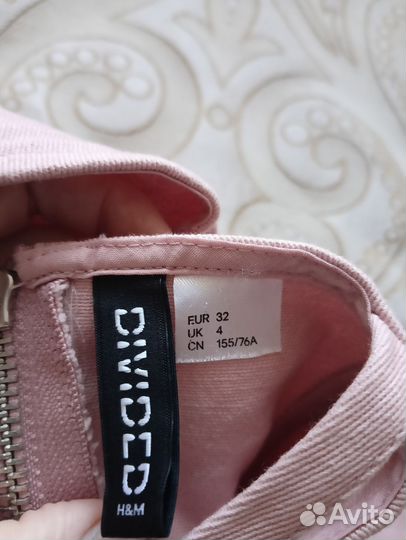 DIVIDED
H&M
EUR 32
UK 4
CN 155/76A
Avito